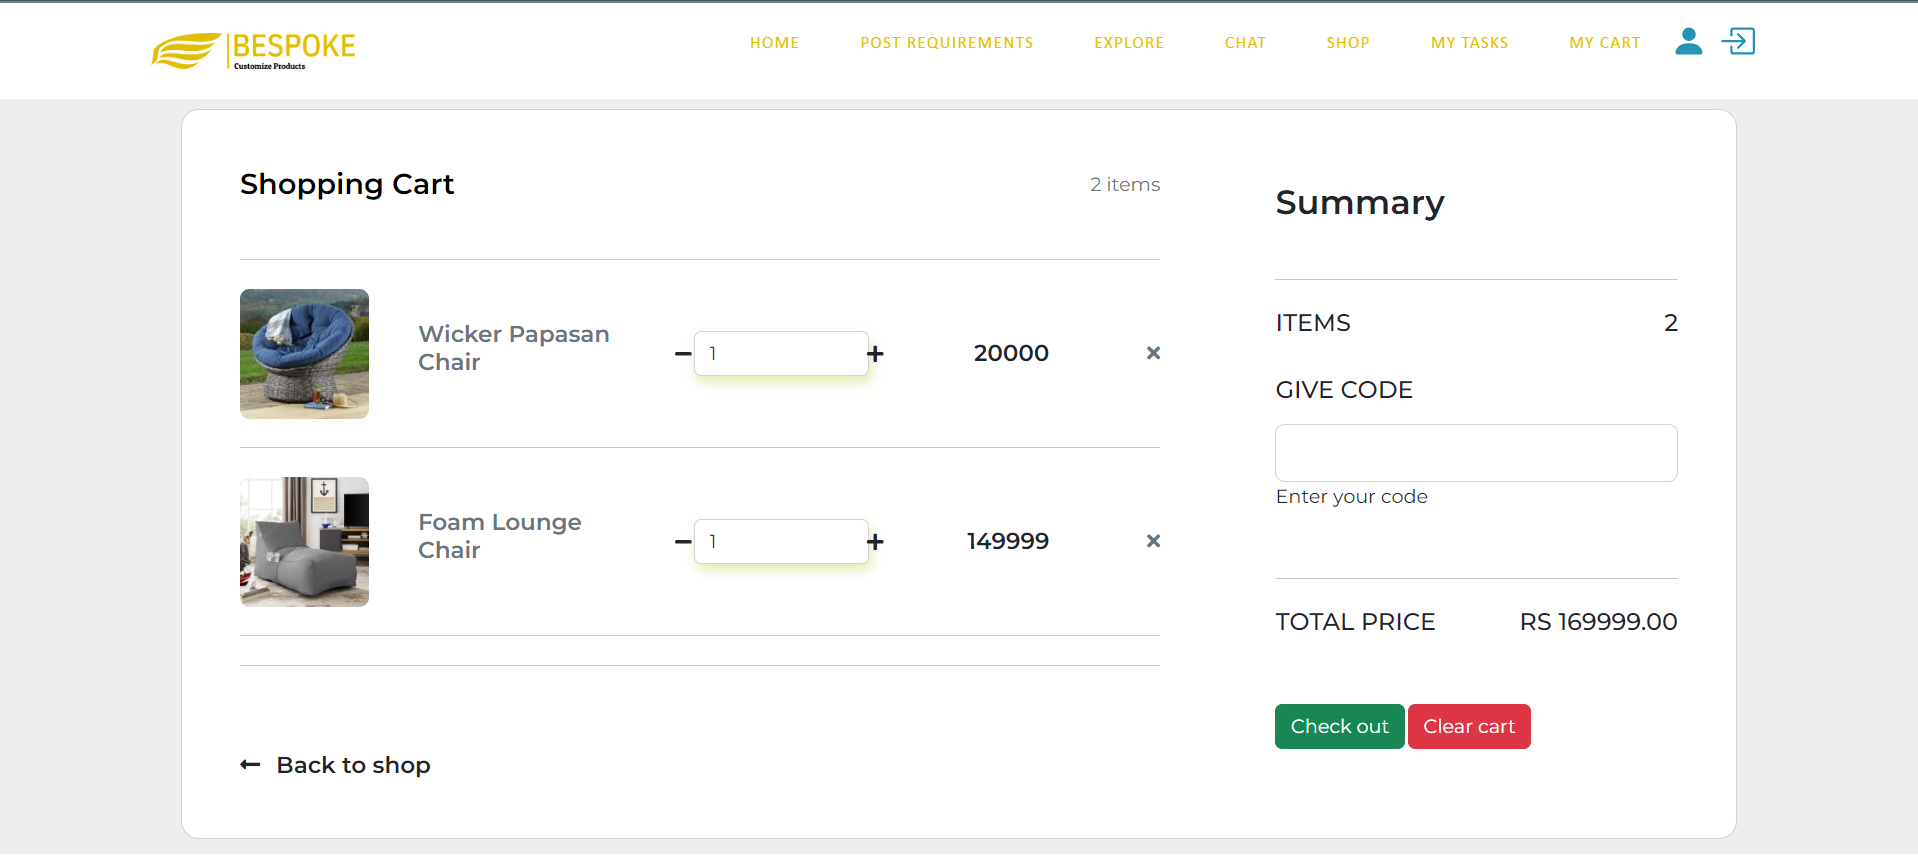 BESPOKE
Customize Products
HOME
POST REQUIREMENTS
EXPLORE
CHAT
SHOP
MY TASKS
MY CART
Shopping Cart
2 items
Wicker Papasan
Chair
1
20000
Foam Lounge
Chair
1
149999
Back to shop
Summary
ITEMS 2
GIVE CODE
Enter your code
TOTAL PRICE RS 169999.00
Check out
Clear cart